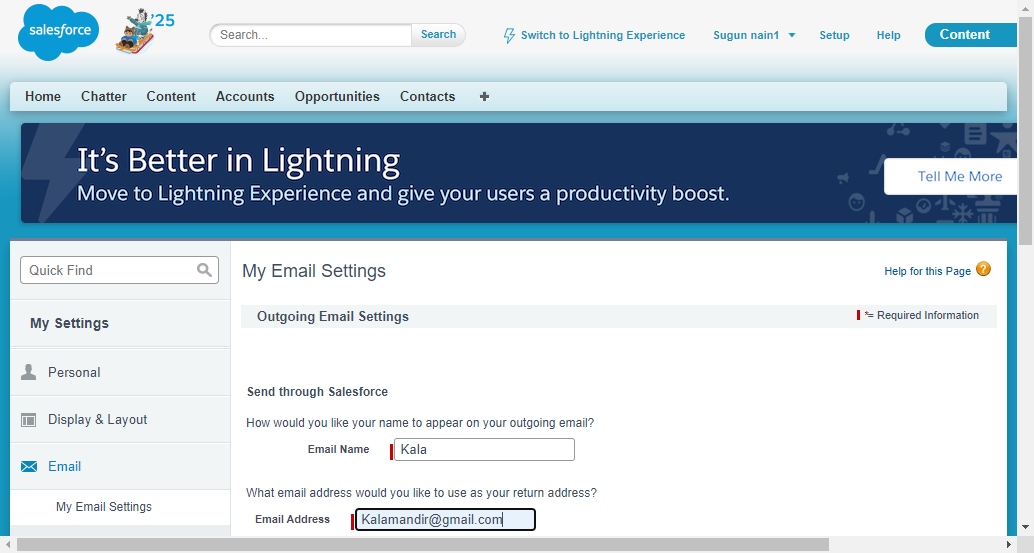 salesforce
'25
Search...
Search
Switch to Lightning Experience
Sugun nain1
Setup
Help
Content
Home
Chatter
Content
Accounts
Opportunities
Contacts
+
It's Better in Lightning
Move to Lightning Experience and give your users a productivity boost.
Tell Me More
Quick Find
My Email Settings
Help for this Page ?
My Settings
Outgoing Email Settings
*= Required Information
Personal
Display & Layout
Email
My Email Settings
Send through Salesforce
How would you like your name to appear on your outgoing email?
Email Name
Kala
What email address would you like to use as your return address?
Email Address
Kalamandir@gmail.com